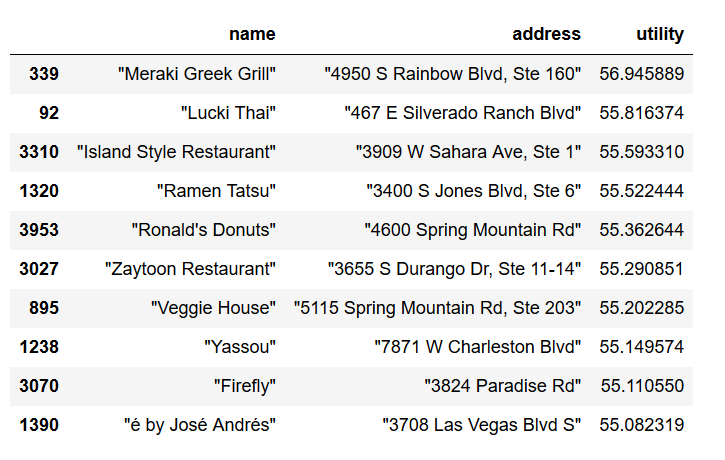 name address utility
339 "Meraki Greek Grill" "4950 S Rainbow Blvd, Ste 160" 56.945889
92 "Lucki Thai" "467 E Silverado Ranch Blvd" 55.816374
3310 "Island Style Restaurant" "3909 W Sahara Ave, Ste 1" 55.593310
1320 "Ramen Tatsu" "3400 S Jones Blvd, Ste 6" 55.522444
3953 "Ronald's Donuts" "4600 Spring Mountain Rd" 55.362644
3027 "Zaytoon Restaurant" "3655 S Durango Dr, Ste 11-14" 55.290851
895 "Veggie House" "5115 Spring Mountain Rd, Ste 203" 55.202285
1238 "Yassou" "7871 W Charleston Blvd" 55.149574
3070 "Firefly" "3824 Paradise Rd" 55.110550
1390 "é by José Andrés" "3708 Las Vegas Blvd S" 55.082319